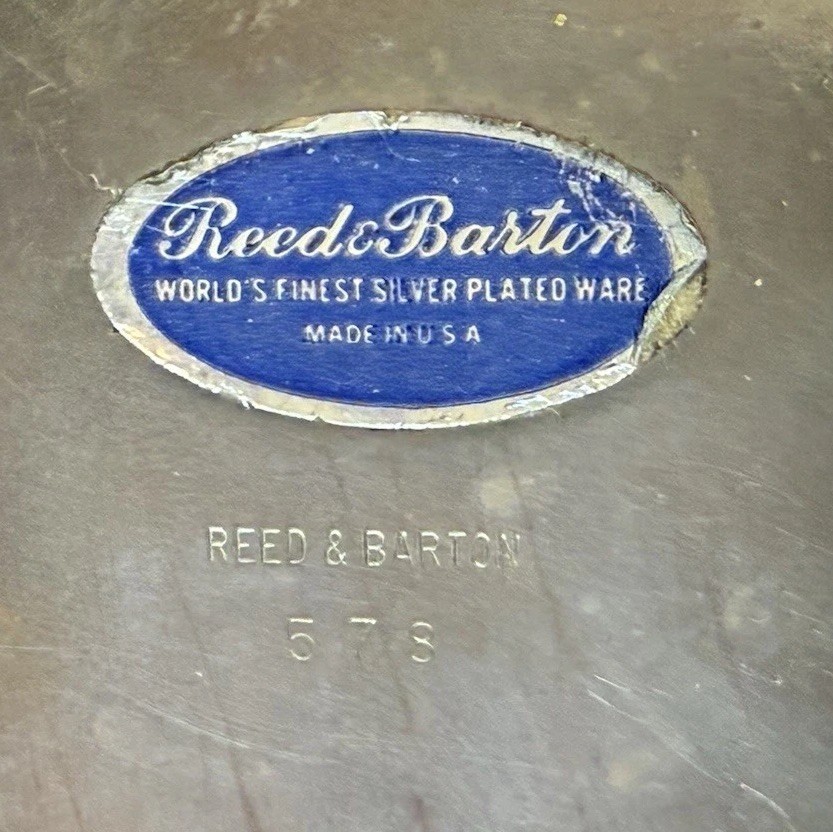 Reed & Barton
WORLD'S FINEST SILVER PLATED WARE
MADE IN U S A
REED & BARTON
578